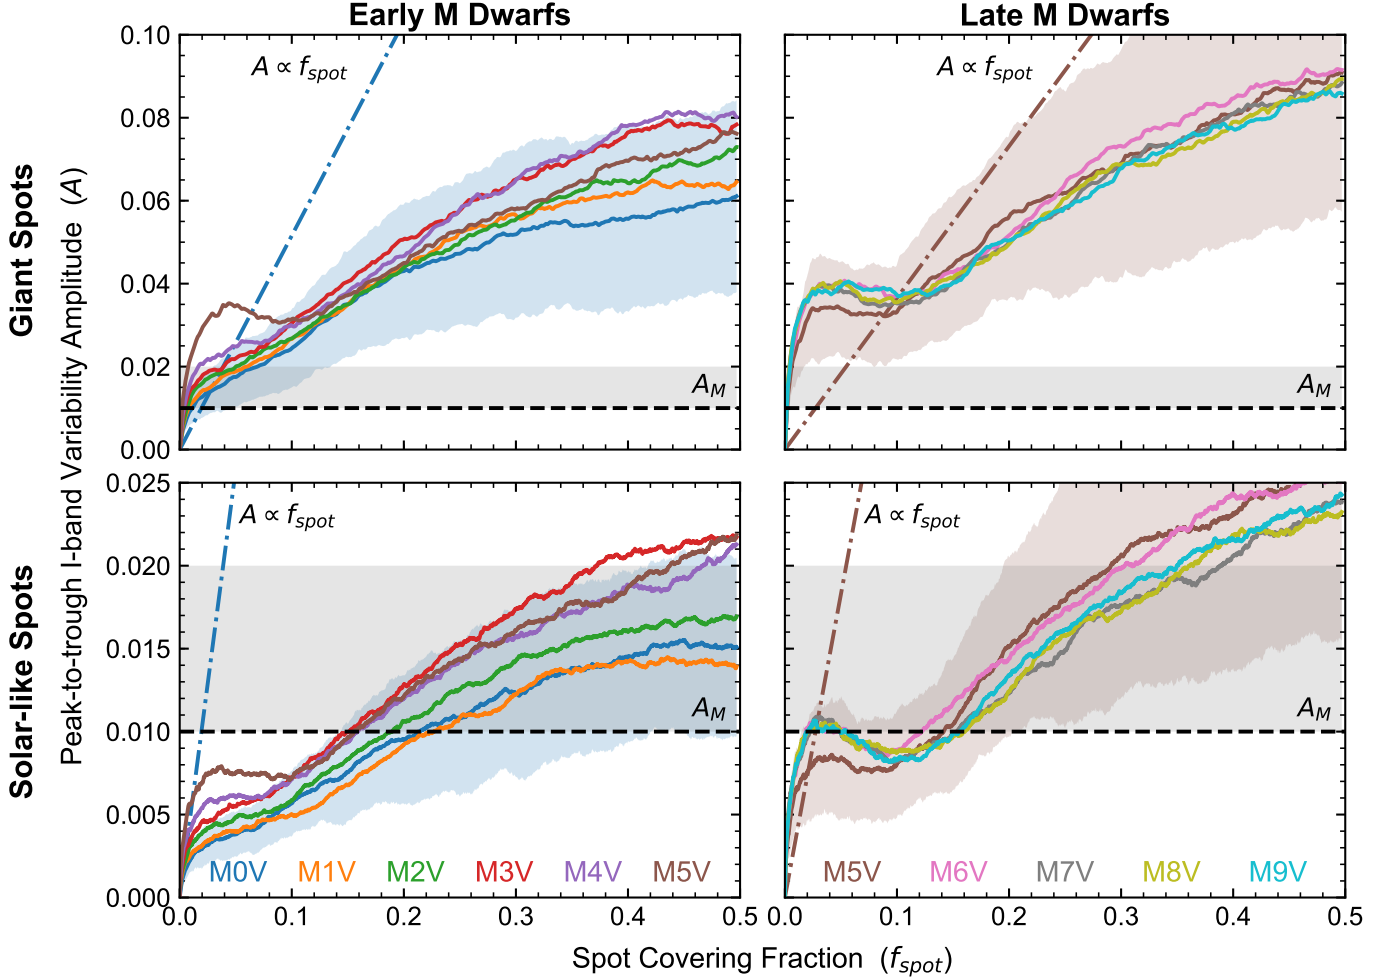 Early M Dwarfs
Late M Dwarfs
Giant Spots
Solar-like Spots
Peak-to-trough I-band Variability Amplitude (A)
0.10
0.08
0.06
0.04
0.02
0.00
A ∝ f_spot
A_M
A ∝ f_spot
A_M
0.025
0.020
0.015
0.010
0.005
0.000
A ∝ f_spot
A_M
M0V M1V M2V M3V M4V M5V
A ∝ f_spot
A_M
M5V M6V M7V M8V M9V
0.0 0.1 0.2 0.3 0.4 0.5
0.0 0.1 0.2 0.3 0.4 0.5
Spot Covering Fraction (f_spot)